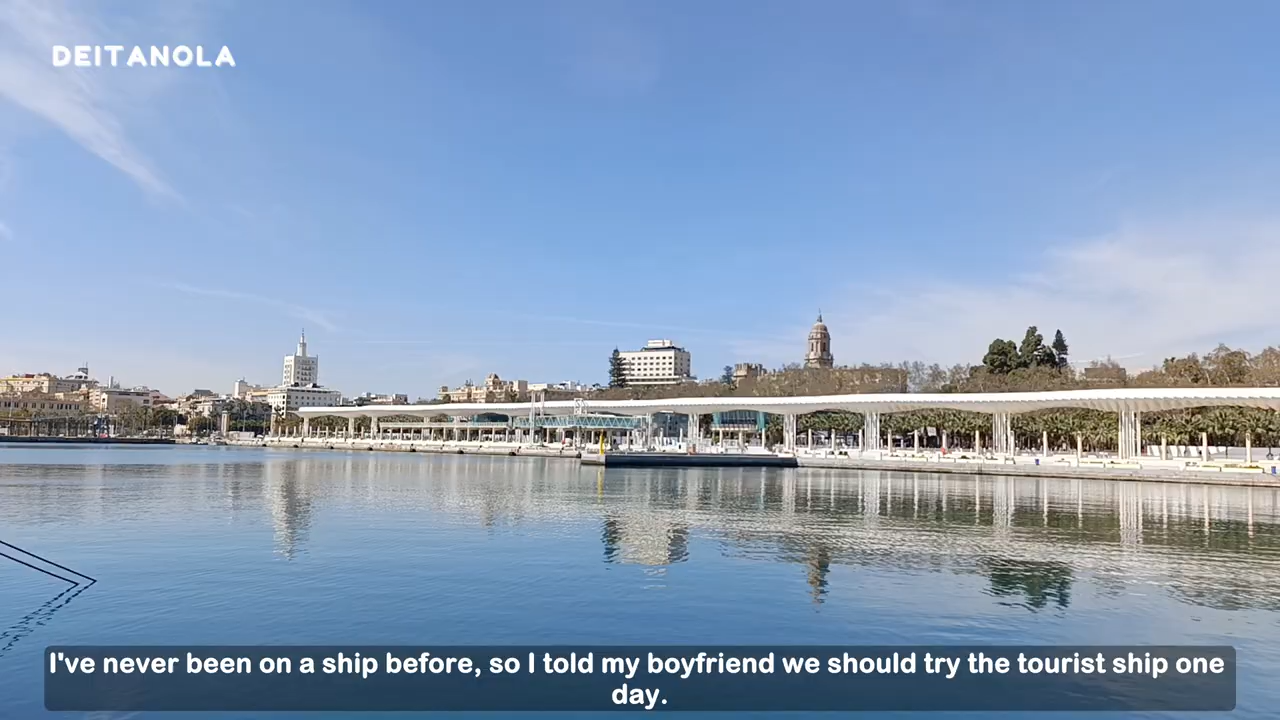 DEITANOLA
I've never been on a ship before, so I told my boyfriend we should try the tourist ship one
day.